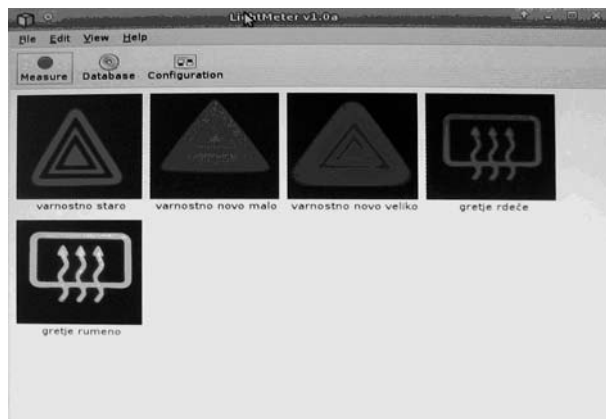 LightMeter v1.0a
File Edit View Help
Measure Database Configuration
varnostno staro varnostno novo malo varnostno novo veliko gretje rdeče
gretje rumeno